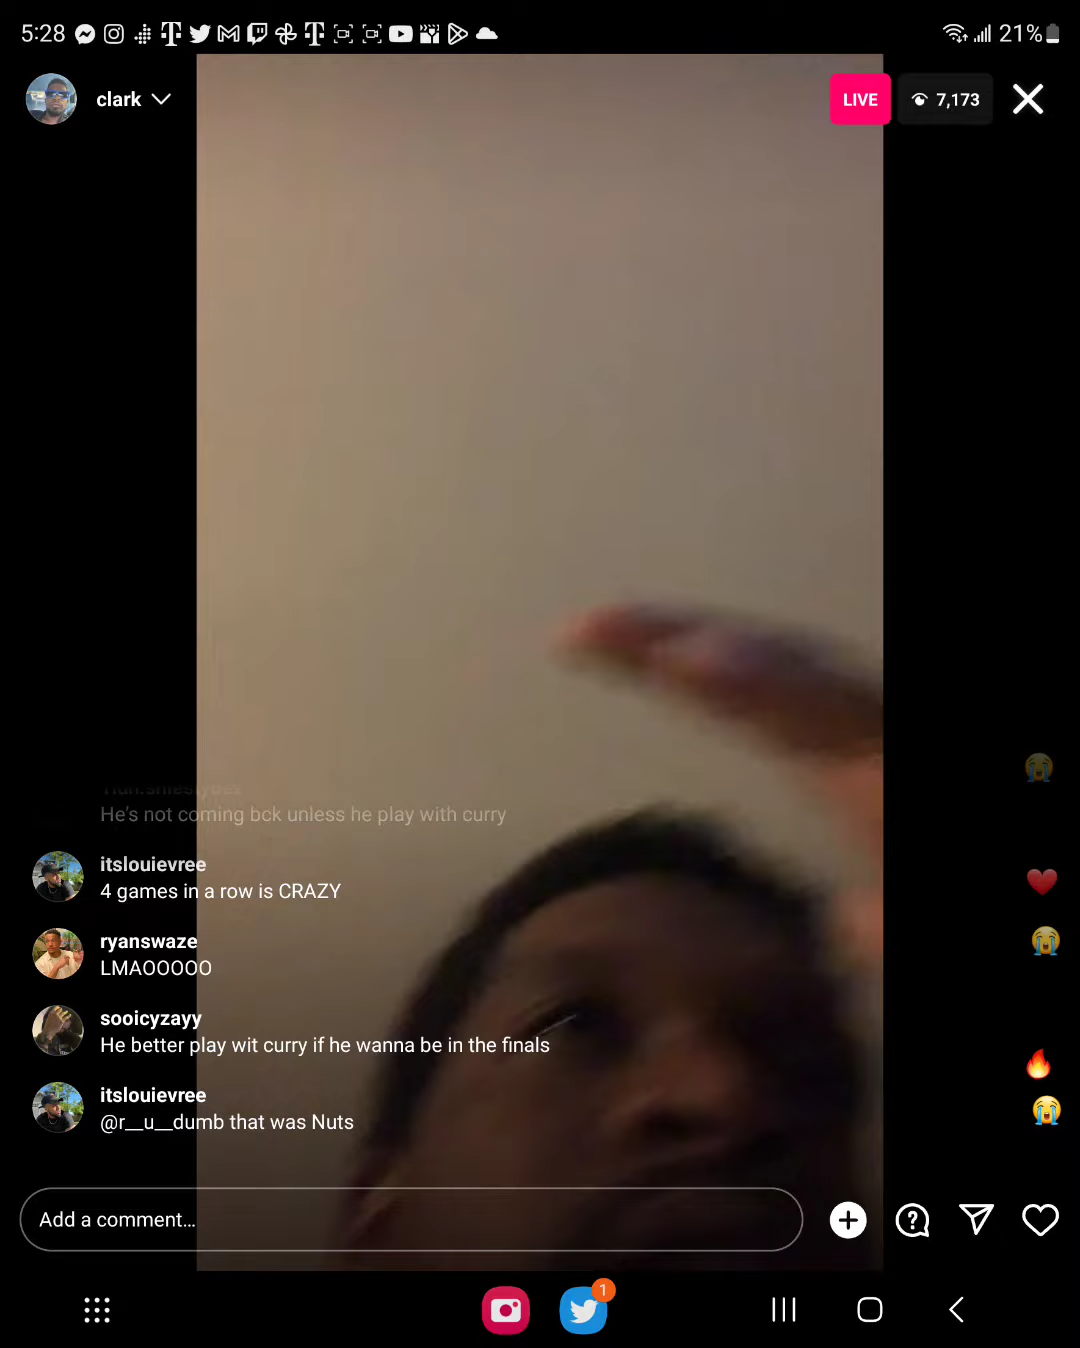 5:28
21%
clark
LIVE
7,173
He's not coming bck unless he play with curry
itslouievree
4 games in a row is CRAZY
ryanswaze
LMAOOOOO
sooicyzayy
He better play wit curry if he wanna be in the finals
itslouievree
@r__u__dumb that was Nuts
Add a comment...
1